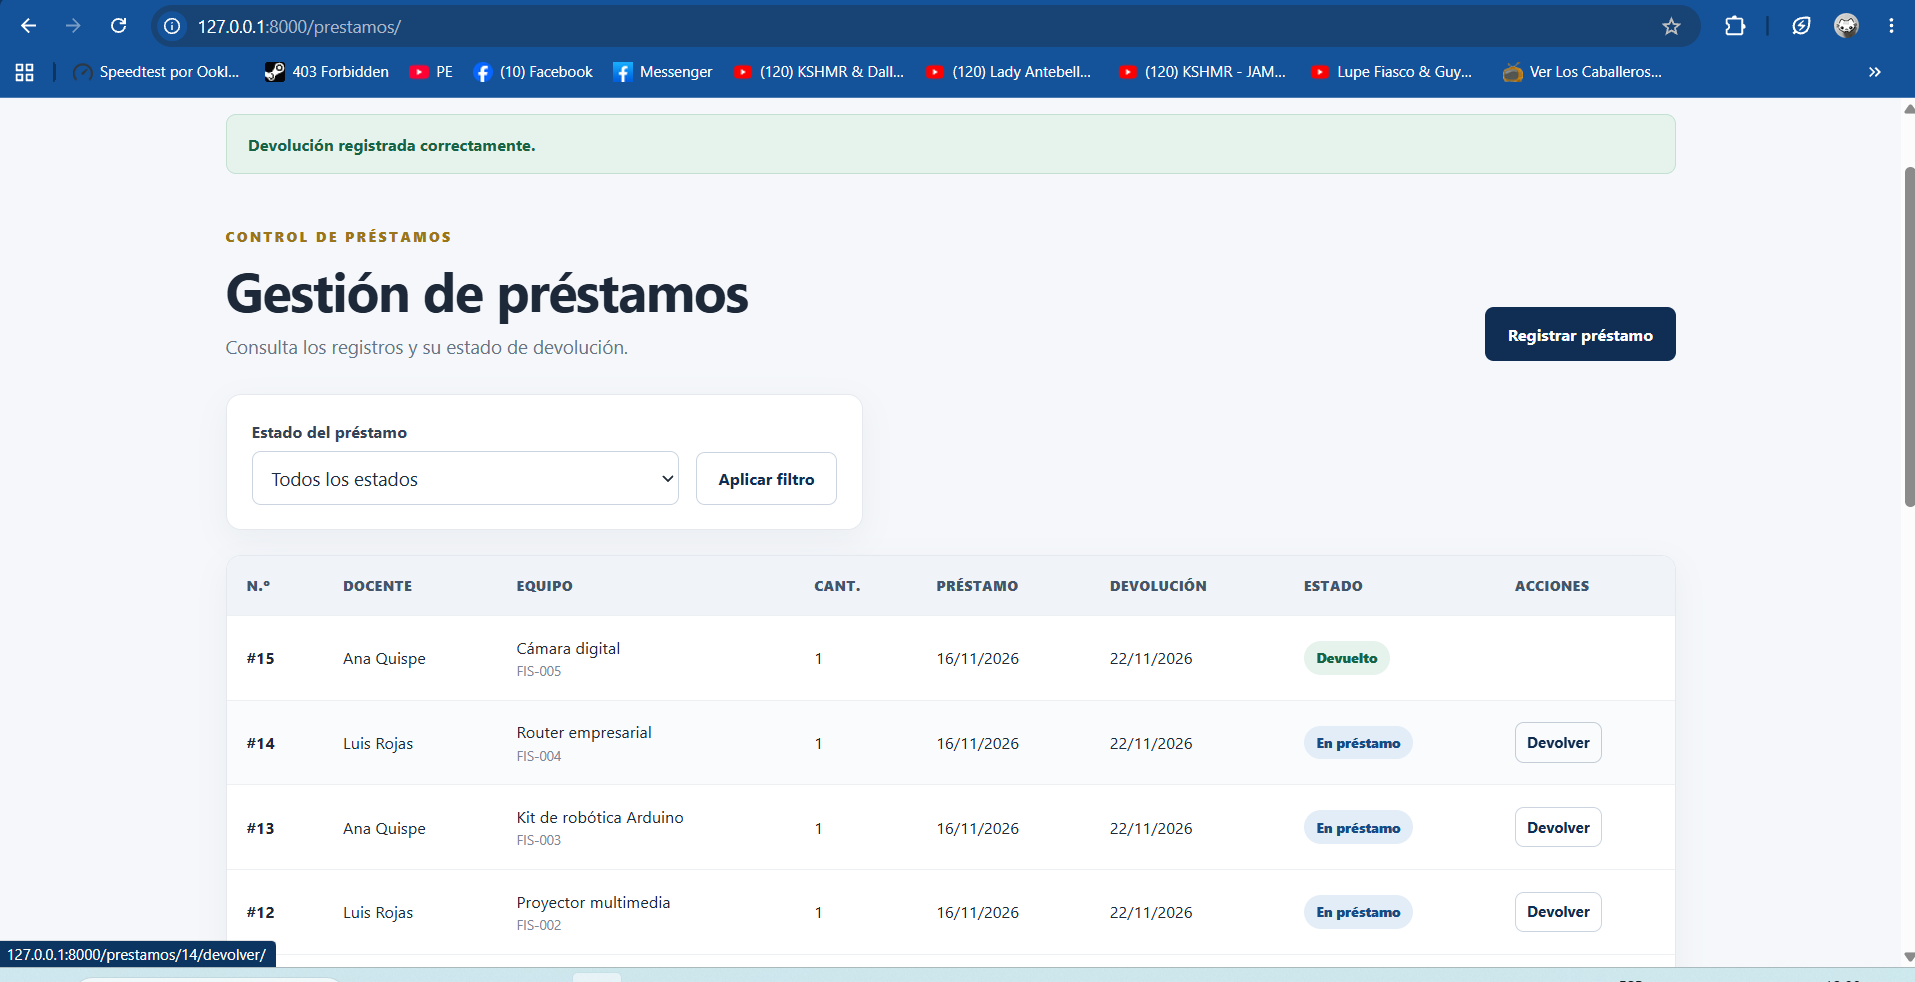 127.0.0.1:8000/prestamos/
Speedtest por Ookl...
403 Forbidden
PE
(10) Facebook
Messenger
(120) KSHMR & Dall...
(120) Lady Antebell...
(120) KSHMR - JAM...
Lupe Fiasco & Guy...
Ver Los Caballeros...
Devolución registrada correctamente.
CONTROL DE PRÉSTAMOS
Gestión de préstamos
Consulta los registros y su estado de devolución.
Registrar préstamo
Estado del préstamo
Todos los estados
Aplicar filtro
N.º DOCENTE EQUIPO CANT. PRÉSTAMO DEVOLUCIÓN ESTADO ACCIONES
#15 Ana Quispe Cámara digital 1 16/11/2026 22/11/2026 Devuelto
FIS-005
#14 Luis Rojas Router empresarial 1 16/11/2026 22/11/2026 En préstamo Devolver
FIS-004
#13 Ana Quispe Kit de robótica Arduino 1 16/11/2026 22/11/2026 En préstamo Devolver
FIS-003
#12 Luis Rojas Proyector multimedia 1 16/11/2026 22/11/2026 En préstamo Devolver
FIS-002
127.0.0.1:8000/prestamos/14/devolver/